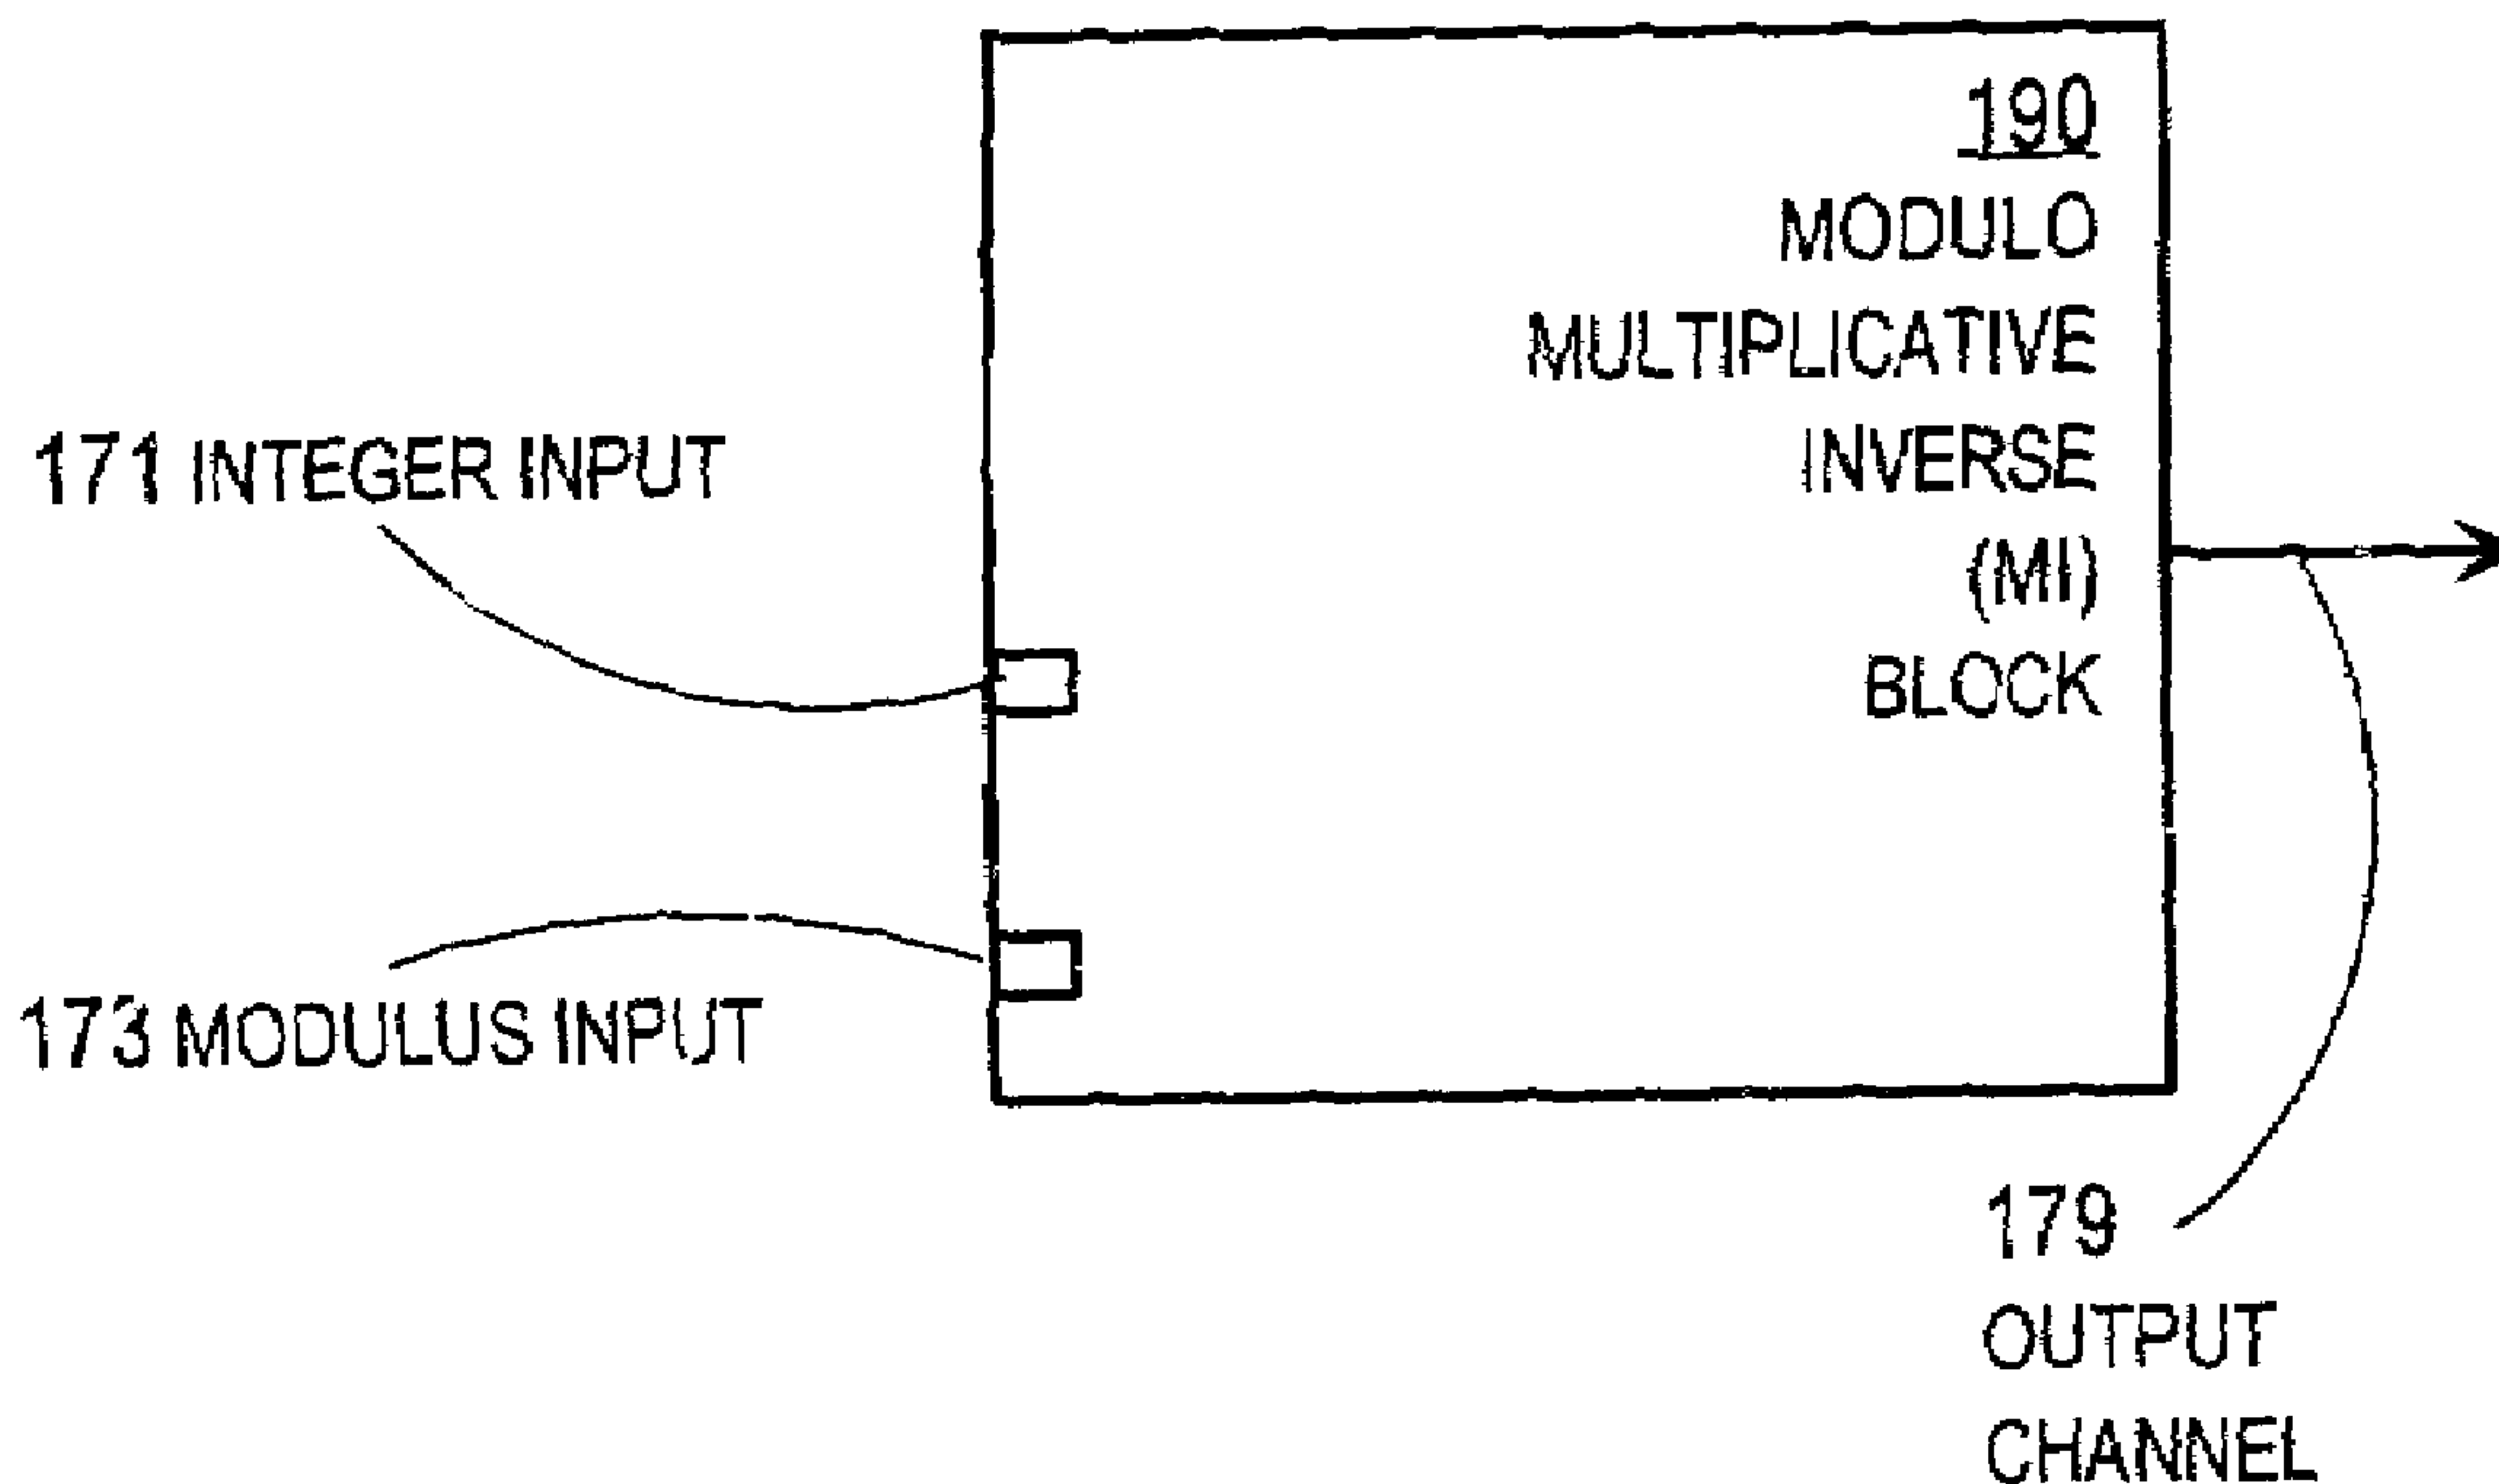 190
MODULO
MULTIPLICATIVE
INVERSE
(MI)
BLOCK
171 INTEGER INPUT
173 MODULUS INPUT
179
OUTPUT
CHANNEL